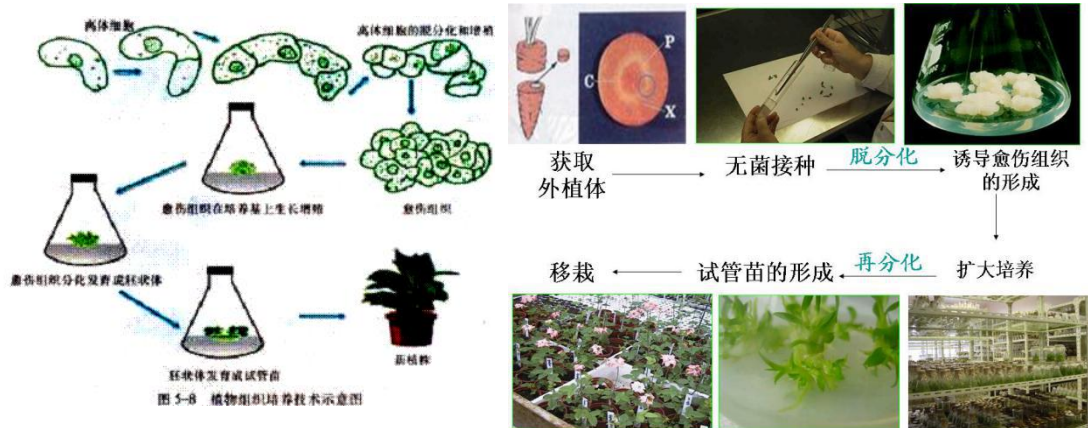 离体细胞
离体细胞的脱分化和增殖
愈伤组织在培养基上生长增殖
愈伤组织
愈伤组织分化发育成胚状体
胚状体发育成试管苗
新植株
图 5-8 植物组织培养技术示意图
P
C
X
获取
外植体
无菌接种
脱分化
诱导愈伤组织
的形成
移栽
试管苗的形成
再分化
扩大培养